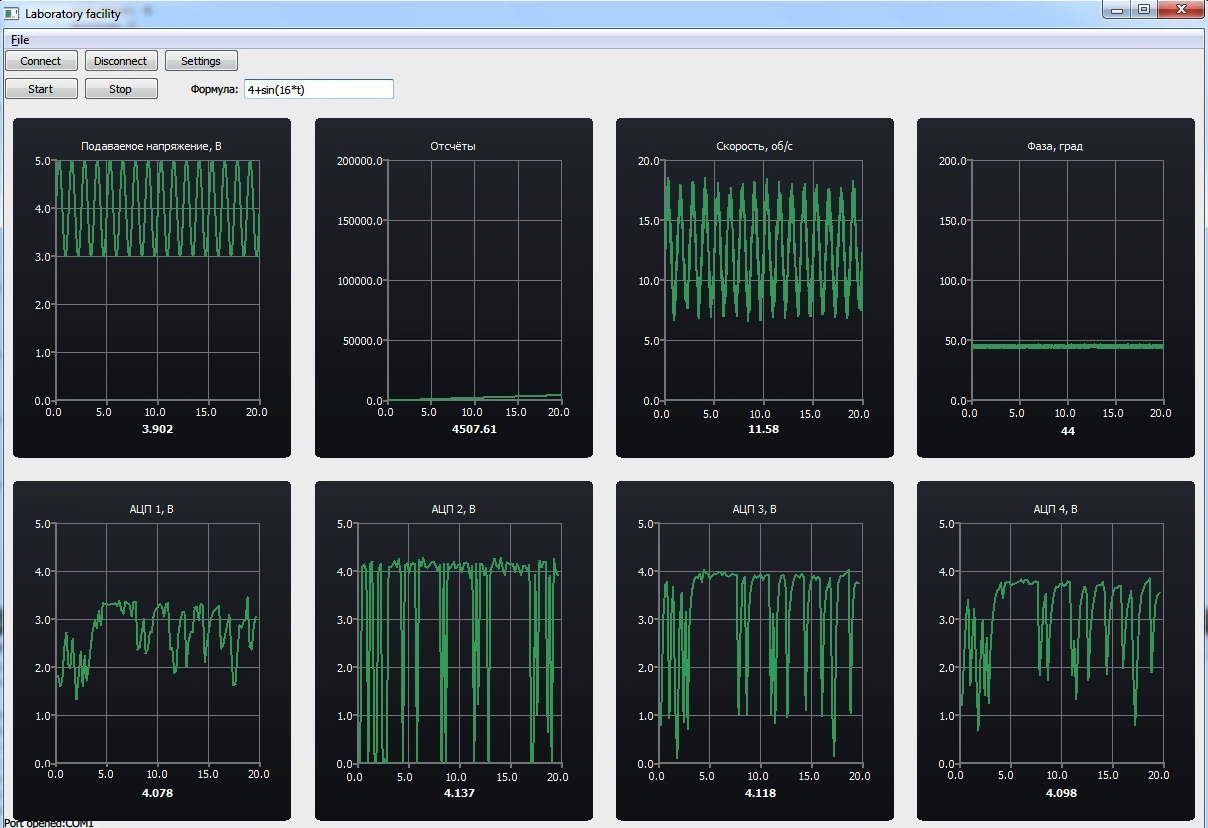 Laboratory facility
File
Connect Disconnect Settings
Start Stop Формула: 4+sin(16*t)
Подаваемое напряжение, В
5.0
4.0
3.0
2.0
1.0
0.0
0.0 5.0 10.0 15.0 20.0
3.902
Отсчёты
200000.0
150000.0
100000.0
50000.0
0.0
0.0 5.0 10.0 15.0 20.0
4507.61
Скорость, об/с
20.0
15.0
10.0
5.0
0.0
0.0 5.0 10.0 15.0 20.0
11.58
Фаза, град
200.0
150.0
100.0
50.0
0.0
0.0 5.0 10.0 15.0 20.0
44
АЦП 1, В
5.0
4.0
3.0
2.0
1.0
0.0
0.0 5.0 10.0 15.0 20.0
4.078
АЦП 2, В
5.0
4.0
3.0
2.0
1.0
0.0
0.0 5.0 10.0 15.0 20.0
4.137
АЦП 3, В
5.0
4.0
3.0
2.0
1.0
0.0
0.0 5.0 10.0 15.0 20.0
4.118
АЦП 4, В
5.0
4.0
3.0
2.0
1.0
0.0
0.0 5.0 10.0 15.0 20.0
4.098
Port opened:COM1